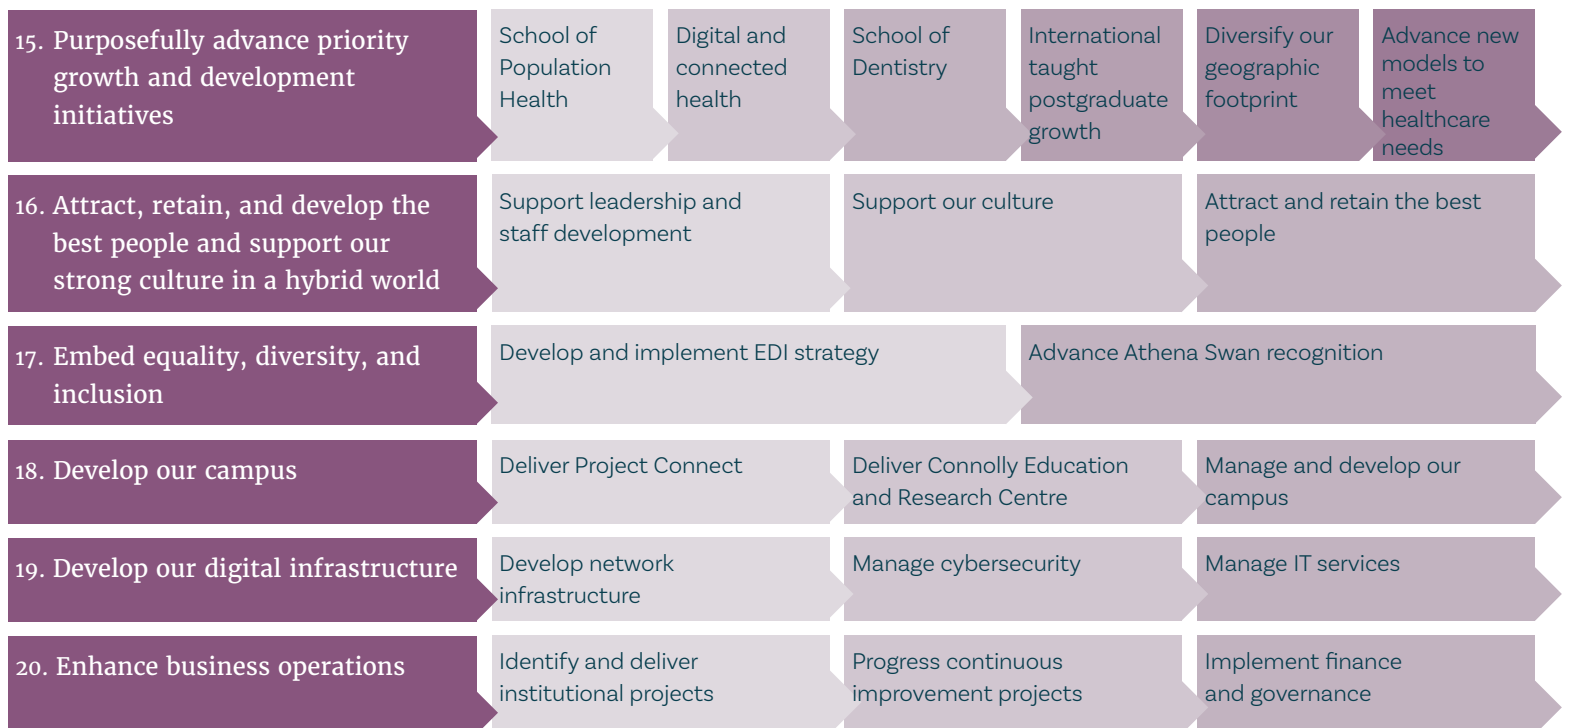 15. Purposefully advance priority
growth and development
initiatives
School of
Population
Health
Digital and
connected
health
School of
Dentistry
International
taught
postgraduate
growth
Diversify our
geographic
footprint
Advance new
models to
meet
healthcare
needs
16. Attract, retain, and develop the
best people and support our
strong culture in a hybrid world
Support leadership and
staff development
Support our culture
Attract and retain the best
people
17. Embed equality, diversity, and
inclusion
Develop and implement EDI strategy
Advance Athena Swan recognition
18. Develop our campus
Deliver Project Connect
Deliver Connolly Education
and Research Centre
Manage and develop our
campus
19. Develop our digital infrastructure
Develop network
infrastructure
Manage cybersecurity
Manage IT services
20. Enhance business operations
Identify and deliver
institutional projects
Progress continuous
improvement projects
Implement finance
and governance